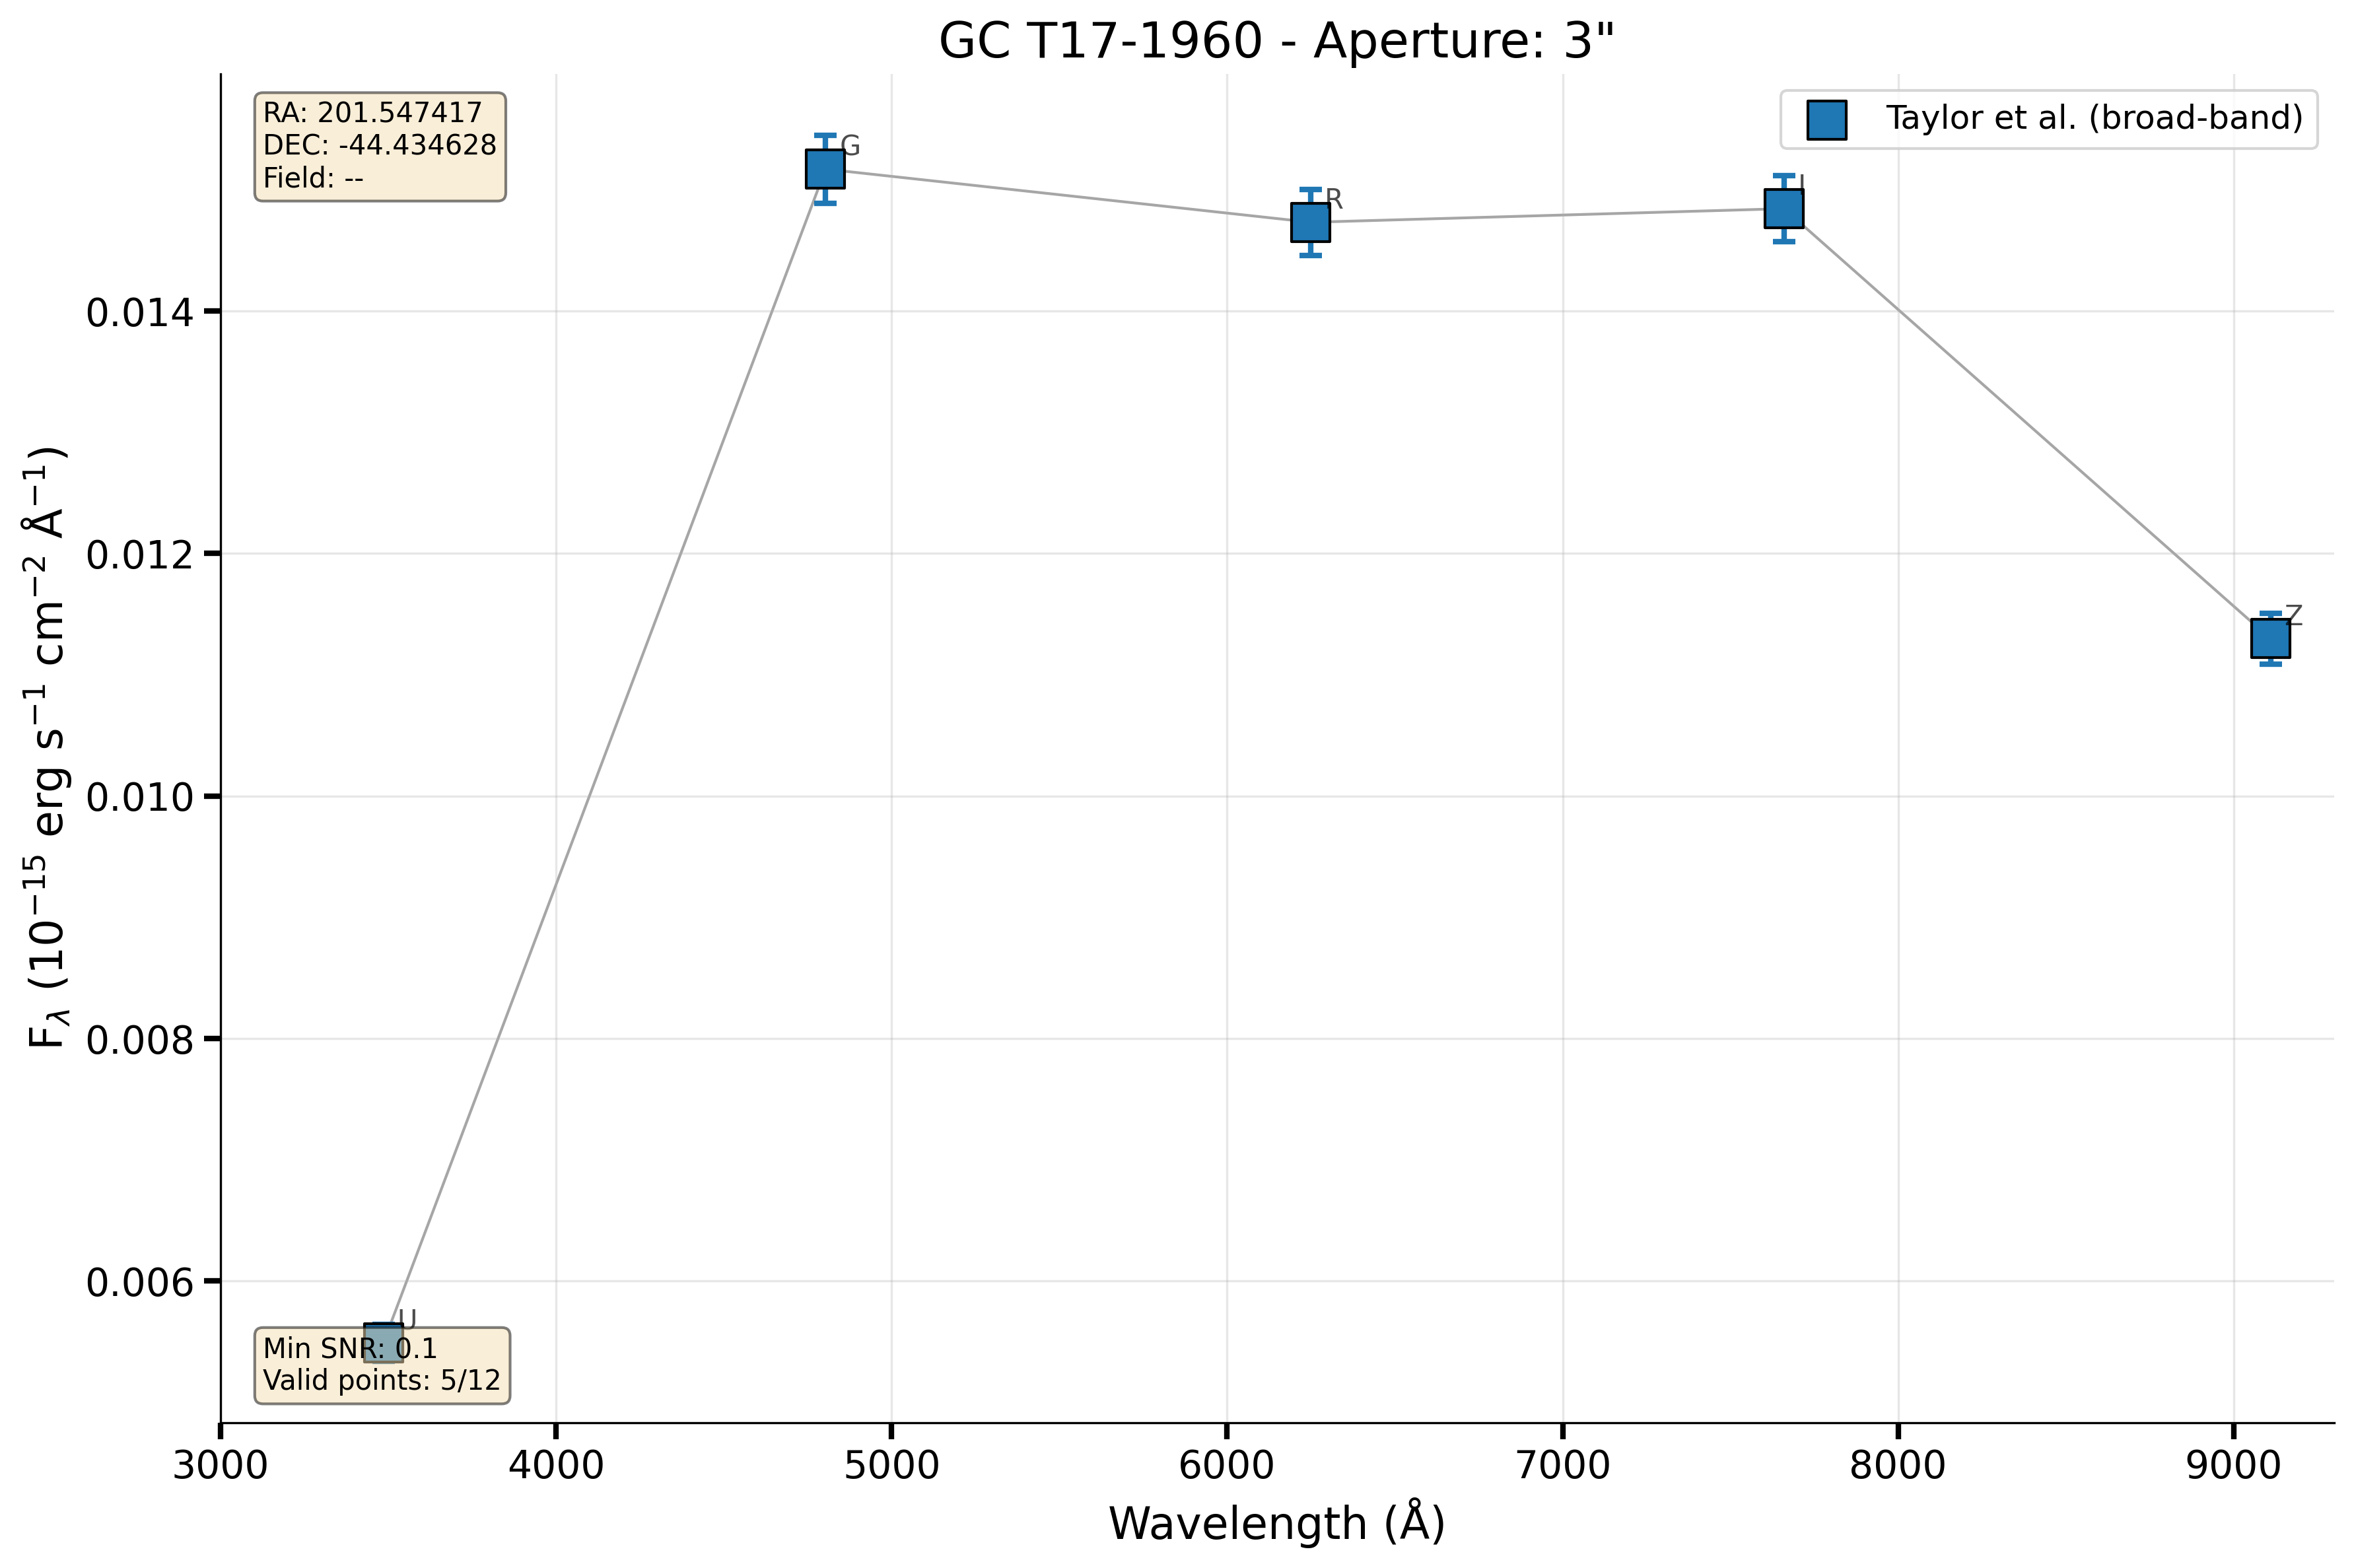 GC T17-1960 - Aperture: 3"
RA: 201.547417
DEC: -44.434628
Field: --
Taylor et al. (broad-band)
G
R
I
Z
U
Min SNR: 0.1
Valid points: 5/12
0.014
0.012
0.010
0.008
0.006
F_λ (10⁻¹⁵ erg s⁻¹ cm⁻² Å⁻¹)
3000 4000 5000 6000 7000 8000 9000
Wavelength (Å)